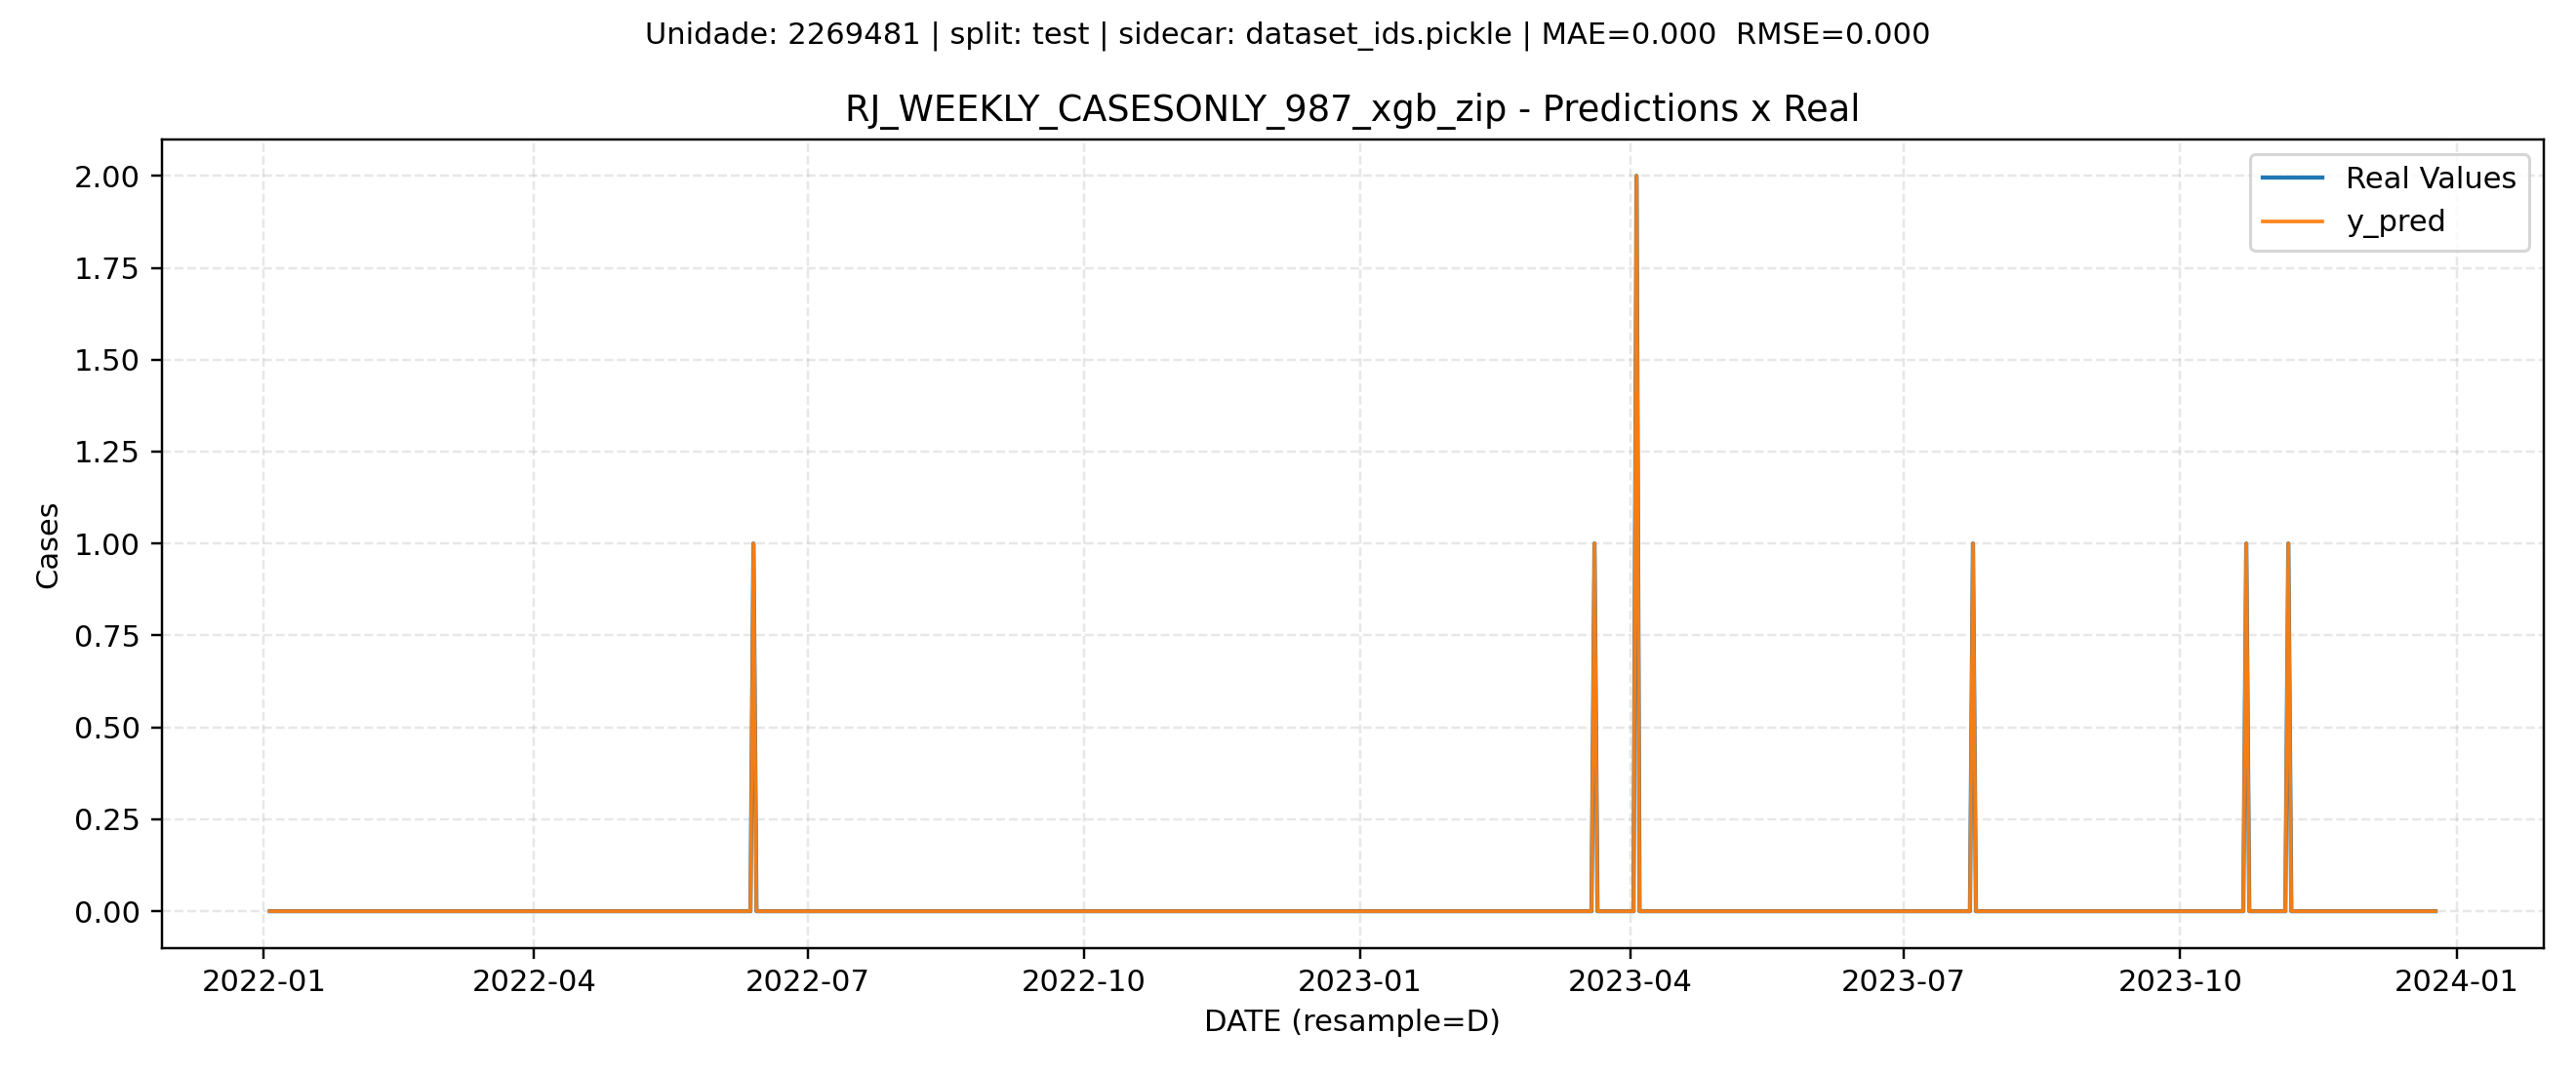 Unidade: 2269481 | split: test | sidecar: dataset_ids.pickle | MAE=0.000  RMSE=0.000
RJ_WEEKLY_CASESONLY_987_xgb_zip - Predictions x Real
Real Values
y_pred
2.00
1.75
1.50
1.25
1.00
0.75
0.50
0.25
0.00
Cases
2022-01 2022-04 2022-07 2022-10 2023-01 2023-04 2023-07 2023-10 2024-01
DATE (resample=D)